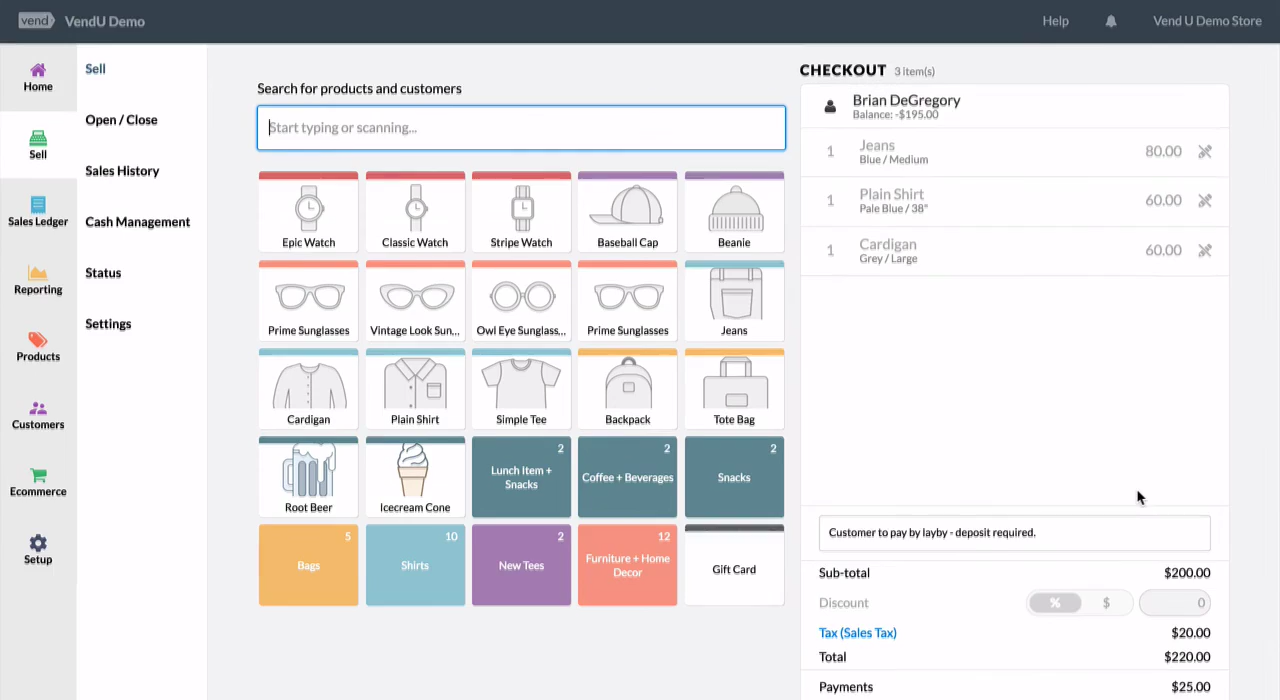 vend VendU Demo
Help
Vend U Demo Store
Home
Sell
Sales Ledger
Reporting
Products
Customers
Ecommerce
Setup
Sell
Open / Close
Sales History
Cash Management
Status
Settings
Search for products and customers
Start typing or scanning...
Epic Watch
Classic Watch
Stripe Watch
Baseball Cap
Beanie
Prime Sunglasses
Vintage Look Sun...
Owl Eye Sunglass...
Prime Sunglasses
Jeans
Cardigan
Plain Shirt
Simple Tee
Backpack
Tote Bag
Root Beer
Icecream Cone
2
Lunch Item +
Snacks
2
Coffee + Beverages
2
Snacks
5
Bags
10
Shirts
2
New Tees
12
Furniture + Home
Decor
Gift Card
CHECKOUT 3 item(s)
Brian DeGregory
Balance: -$195.00
1 Jeans 80.00
Blue / Medium
1 Plain Shirt 60.00
Pale Blue / 38"
1 Cardigan 60.00
Grey / Large
Customer to pay by layby - deposit required.
Sub-total $200.00
Discount % $ 0
Tax (Sales Tax) $20.00
Total $220.00
Payments $25.00